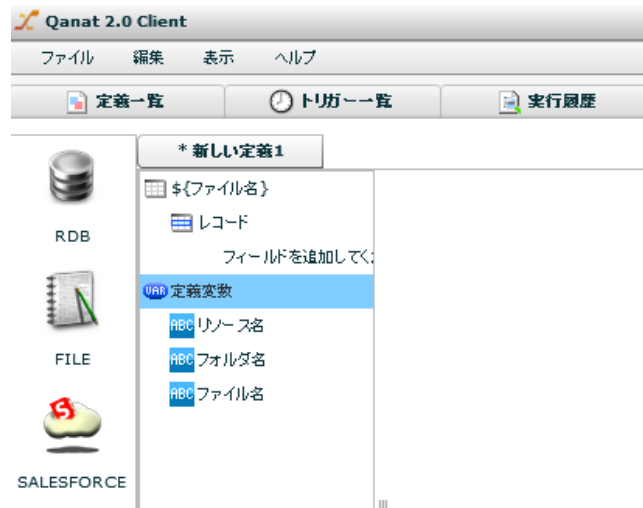 Qanat 2.0 Client
ファイル 編集 表示 ヘルプ
定義一覧 トリガー一覧 実行履歴
* 新しい定義1
RDB
FILE
SALESFORCE
${ファイル名}
レコード
フィールドを追加してく
VAR 定義変数
ABC リソース名
ABC フォルダ名
ABC ファイル名